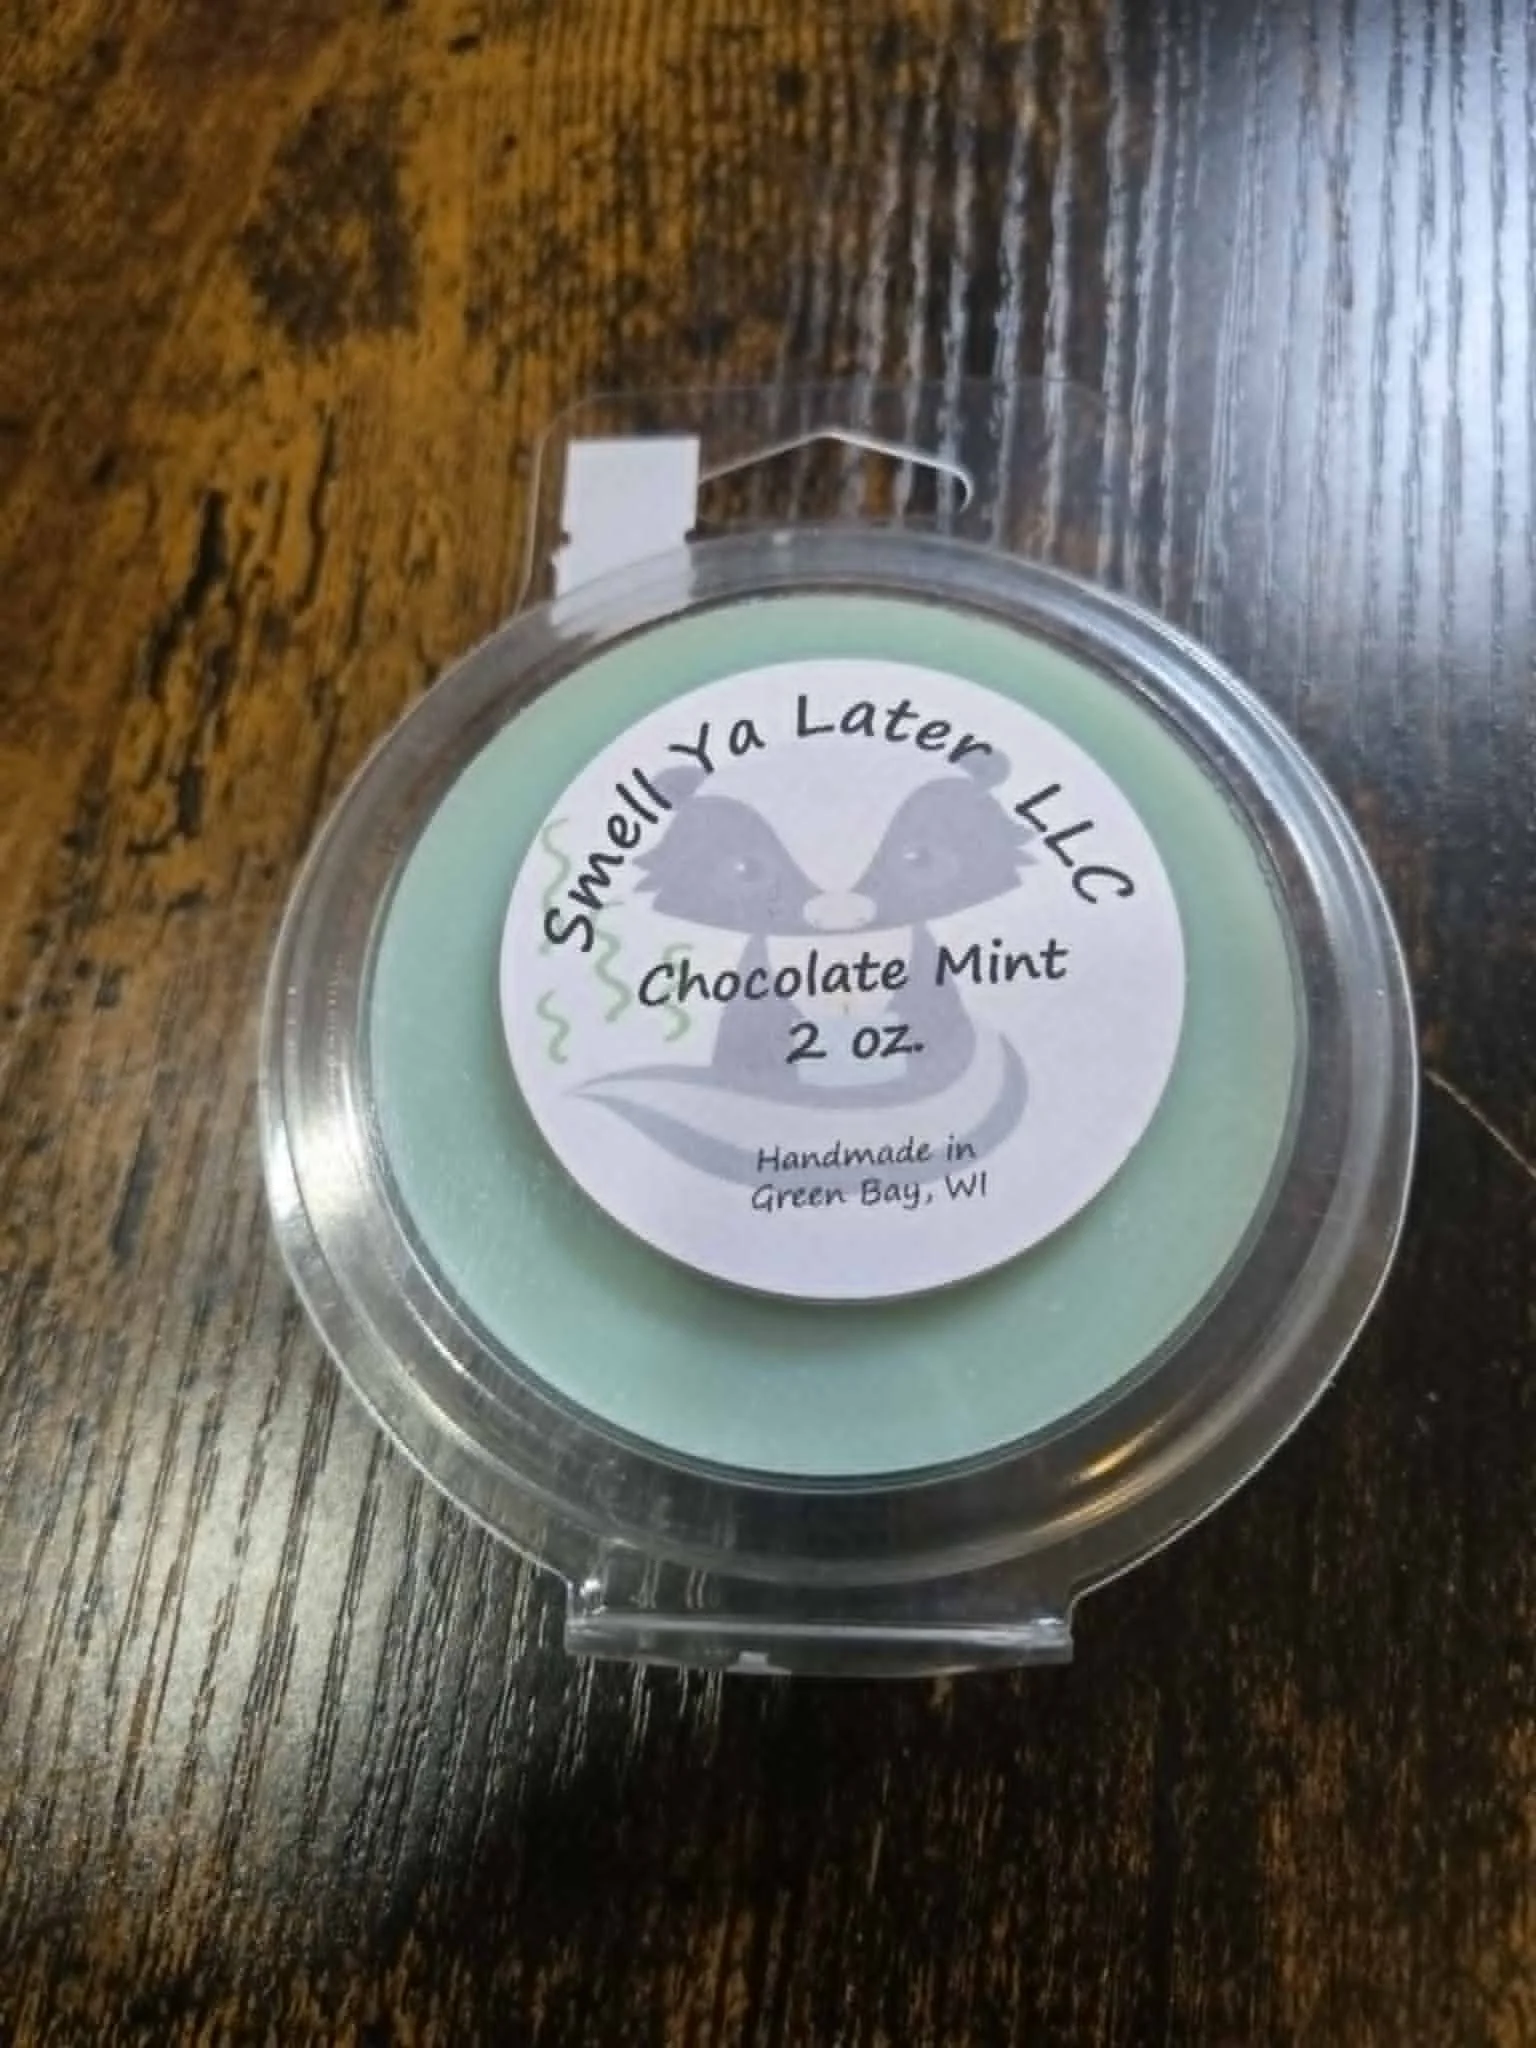 Smell Ya Later LLC
Chocolate Mint
2 oz.
Handmade in
Green Bay, WI